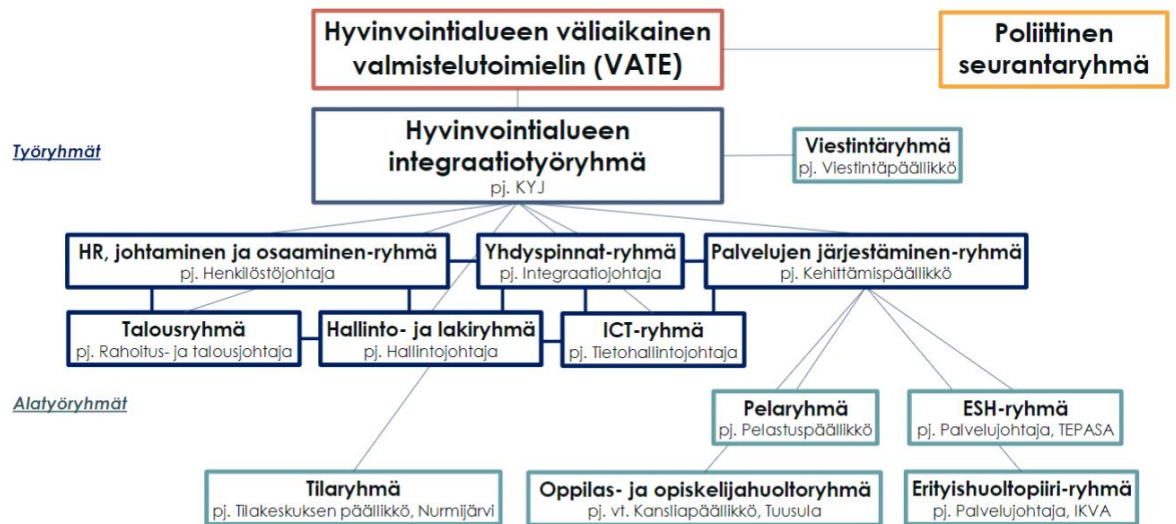 Hyvinvointialueen väliaikainen
valmistelutoimielin (VATE)
Poliittinen
seurantaryhmä
Työryhmät
Hyvinvointialueen
integraatiotyöryhmä
pj. KYJ
Viestintäryhmä
pj. Viestintäpäällikkö
HR, johtaminen ja osaaminen-ryhmä
pj. Henkilöstöjohtaja
Yhdyspinnat-ryhmä
pj. Integraatiojohtaja
Palvelujen järjestäminen-ryhmä
pj. Kehittämispäällikkö
Talousryhmä
pj. Rahoitus- ja talousjohtaja
Hallinto- ja lakiryhmä
pj. Hallintojohtaja
ICT-ryhmä
pj. Tietohallintojohtaja
Alatyöryhmät
Pelaryhmä
pj. Pelastuspäällikkö
ESH-ryhmä
pj. Palvelujohtaja, TEPASA
Tilaryhmä
pj. Tilakeskuksen päällikkö, Nurmijärvi
Oppilas- ja opiskelijahuoltoryhmä
pj. vt. Kansliapäällikkö, Tuusula
Erityishuoltopiiri-ryhmä
pj. Palvelujohtaja, IKVA